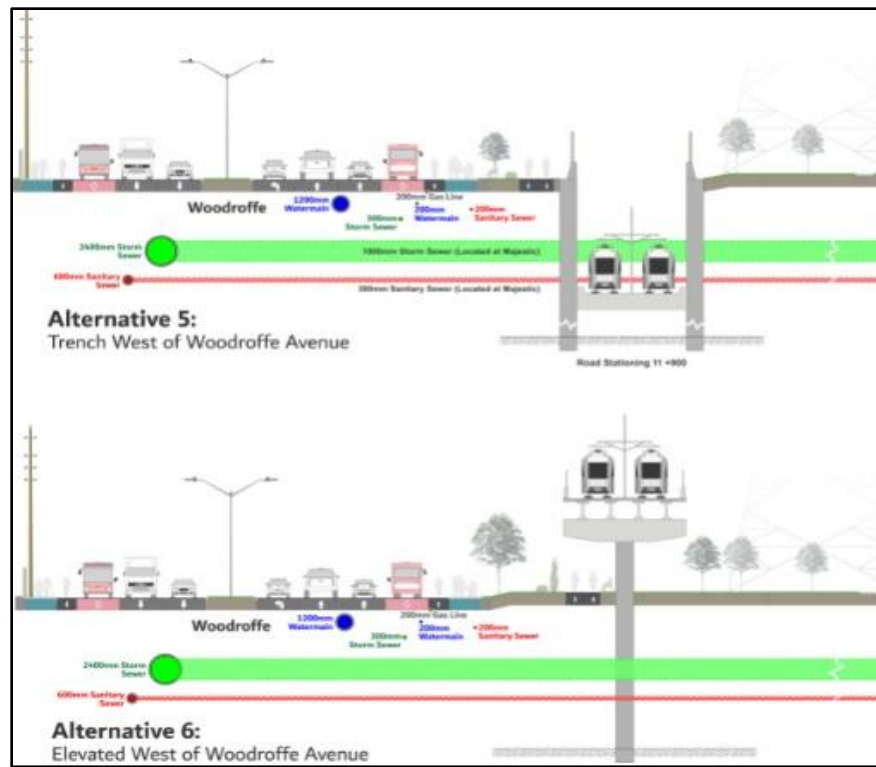 Woodroffe
1200mm
Watermain
200mm Gas Line
200mm
Watermain
200mm
Sanitary Sewer
300mm
Storm Sewer
2400mm Storm
Sewer
1800mm Storm Sewer (Located at Majestic)
600mm Sanitary
Sewer
300mm Sanitary Sewer (Located at Majestic)
Alternative 5:
Trench West of Woodroffe Avenue
Road Stationing 11 +900
Woodroffe
1200mm
Watermain
200mm Gas Line
200mm
Watermain
200mm
Sanitary Sewer
300mm
Storm Sewer
2400mm Storm
Sewer
600mm Sanitary
Sewer
Alternative 6:
Elevated West of Woodroffe Avenue